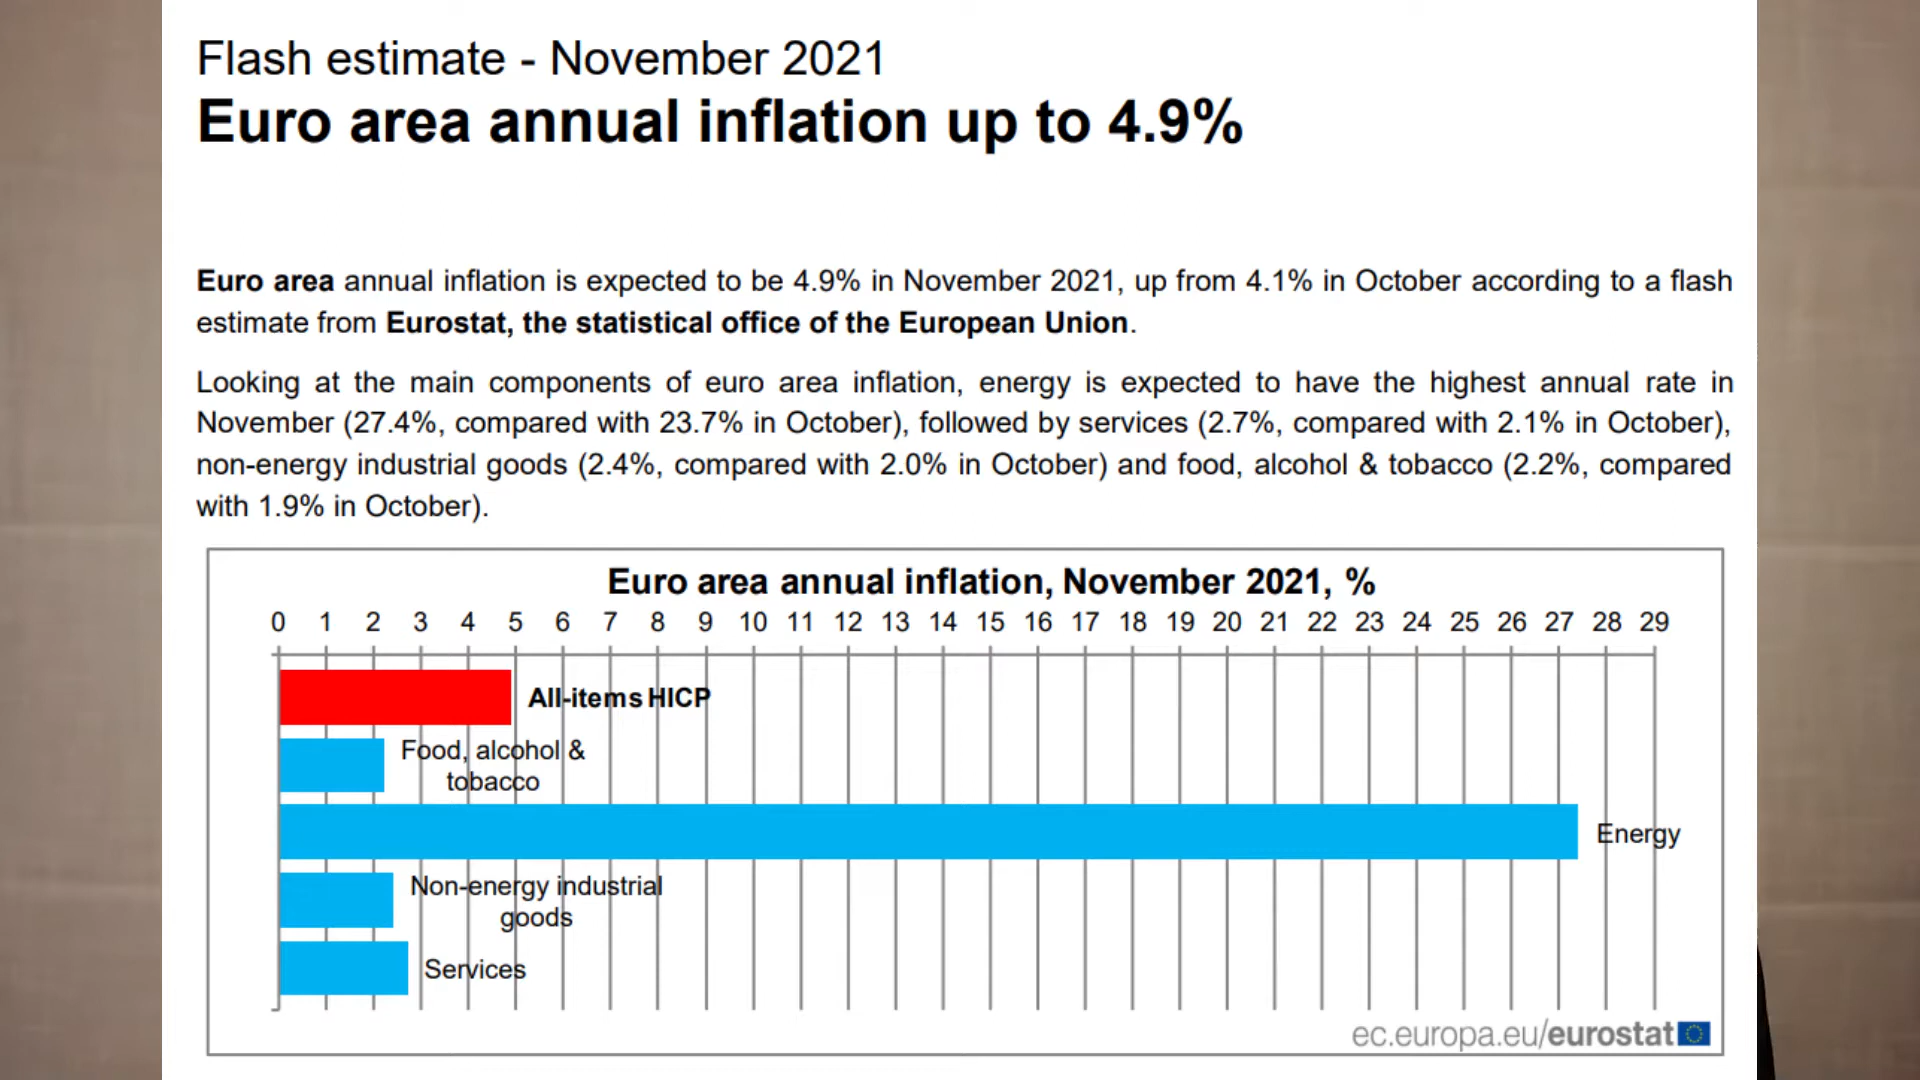 Flash estimate - November 2021
Euro area annual inflation up to 4.9%
Euro area annual inflation is expected to be 4.9% in November 2021, up from 4.1% in October according to a flash
estimate from Eurostat, the statistical office of the European Union.
Looking at the main components of euro area inflation, energy is expected to have the highest annual rate in
November (27.4%, compared with 23.7% in October), followed by services (2.7%, compared with 2.1% in October),
non-energy industrial goods (2.4%, compared with 2.0% in October) and food, alcohol & tobacco (2.2%, compared
with 1.9% in October).
Euro area annual inflation, November 2021, %
0 1 2 3 4 5 6 7 8 9 10 11 12 13 14 15 16 17 18 19 20 21 22 23 24 25 26 27 28 29
All-items HICP
Food, alcohol &
tobacco
Energy
Non-energy industrial
goods
Services
ec.europa.eu/eurostat